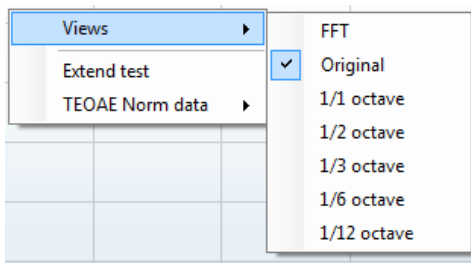 Views
Extend test
TEOAE Norm data
FFT
Original
1/1 octave
1/2 octave
1/3 octave
1/6 octave
1/12 octave